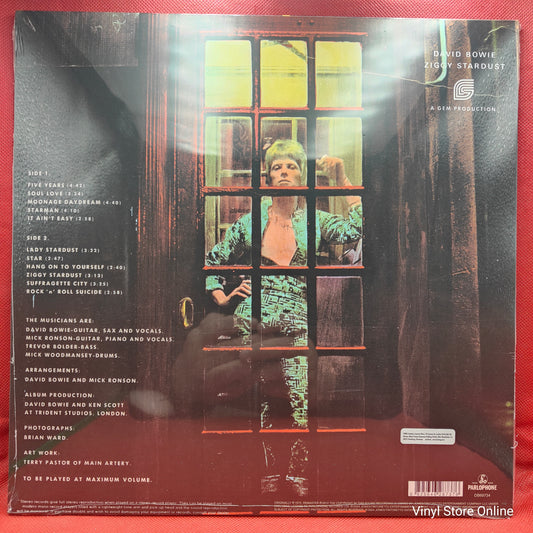 DAVID BOWIE
ZIGGY STARDUST
A GEM PRODUCTION
SIDE 1.
FIVE YEARS (4:42)
SOUL LOVE (3:34)
MOONAGE DAYDREAM (4:40)
STARMAN (4:10)
IT AIN'T EASY (2:58)
SIDE 2.
LADY STARDUST (3:22)
STAR (2:47)
HANG ON TO YOURSELF (2:40)
ZIGGY STARDUST (3:13)
SUFFRAGETTE CITY (3:25)
ROCK 'n' ROLL SUICIDE (2:58)
THE MUSICIANS ARE:
DAVID BOWIE-GUITAR, SAX AND VOCALS.
MICK RONSON-GUITAR, PIANO AND VOCALS.
TREVOR BOLDER-BASS.
MICK WOODMANSEY-DRUMS.
ARRANGEMENTS:
DAVID BOWIE AND MICK RONSON.
ALBUM PRODUCTION:
DAVID BOWIE AND KEN SCOTT
AT TRIDENT STUDIOS. LONDON.
PHOTOGRAPHS:
BRIAN WARD.
ART WORK:
TERRY PASTOR OF MAIN ARTERY.
TO BE PLAYED AT MAXIMUM VOLUME.
PARLOPHONE
Vinyl Store Online